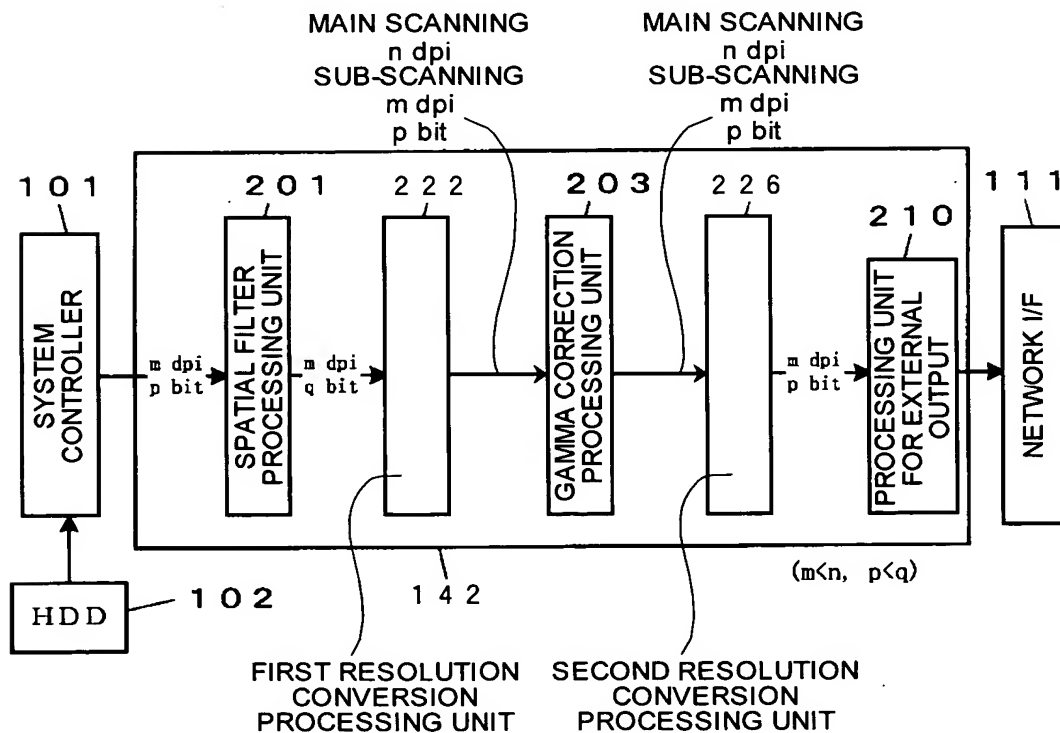 MAIN SCANNING
n dpi
SUB-SCANNING
m dpi
p bit
MAIN SCANNING
n dpi
SUB-SCANNING
m dpi
p bit
101
201
222
203
226
210
111
SYSTEM
CONTROLLER
m dpi
p bit
SPATIAL FILTER
PROCESSING UNIT
m dpi
q bit
GAMMA CORRECTION
PROCESSING UNIT
m dpi
p bit
PROCESSING UNIT
FOR EXTERNAL
OUTPUT
NETWORK I/F
(m<n, p<q)
HDD
102
142
FIRST RESOLUTION
CONVERSION
PROCESSING UNIT
SECOND RESOLUTION
CONVERSION
PROCESSING UNIT